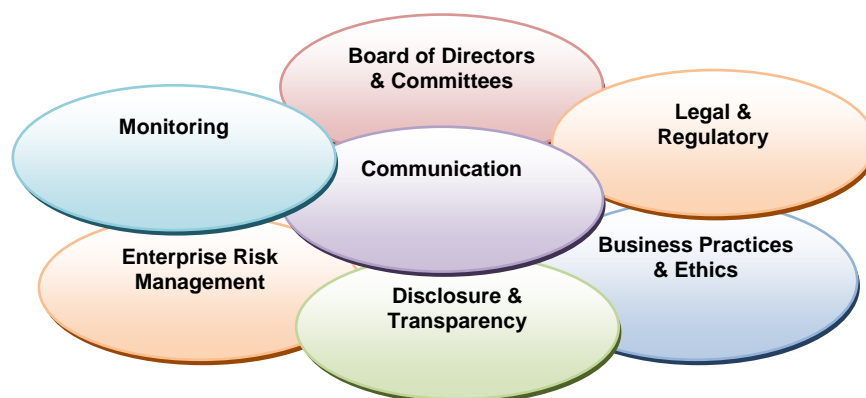 Board of Directors
& Committees
Legal &
Regulatory
Monitoring
Communication
Business Practices
& Ethics
Enterprise Risk
Management
Disclosure &
Transparency